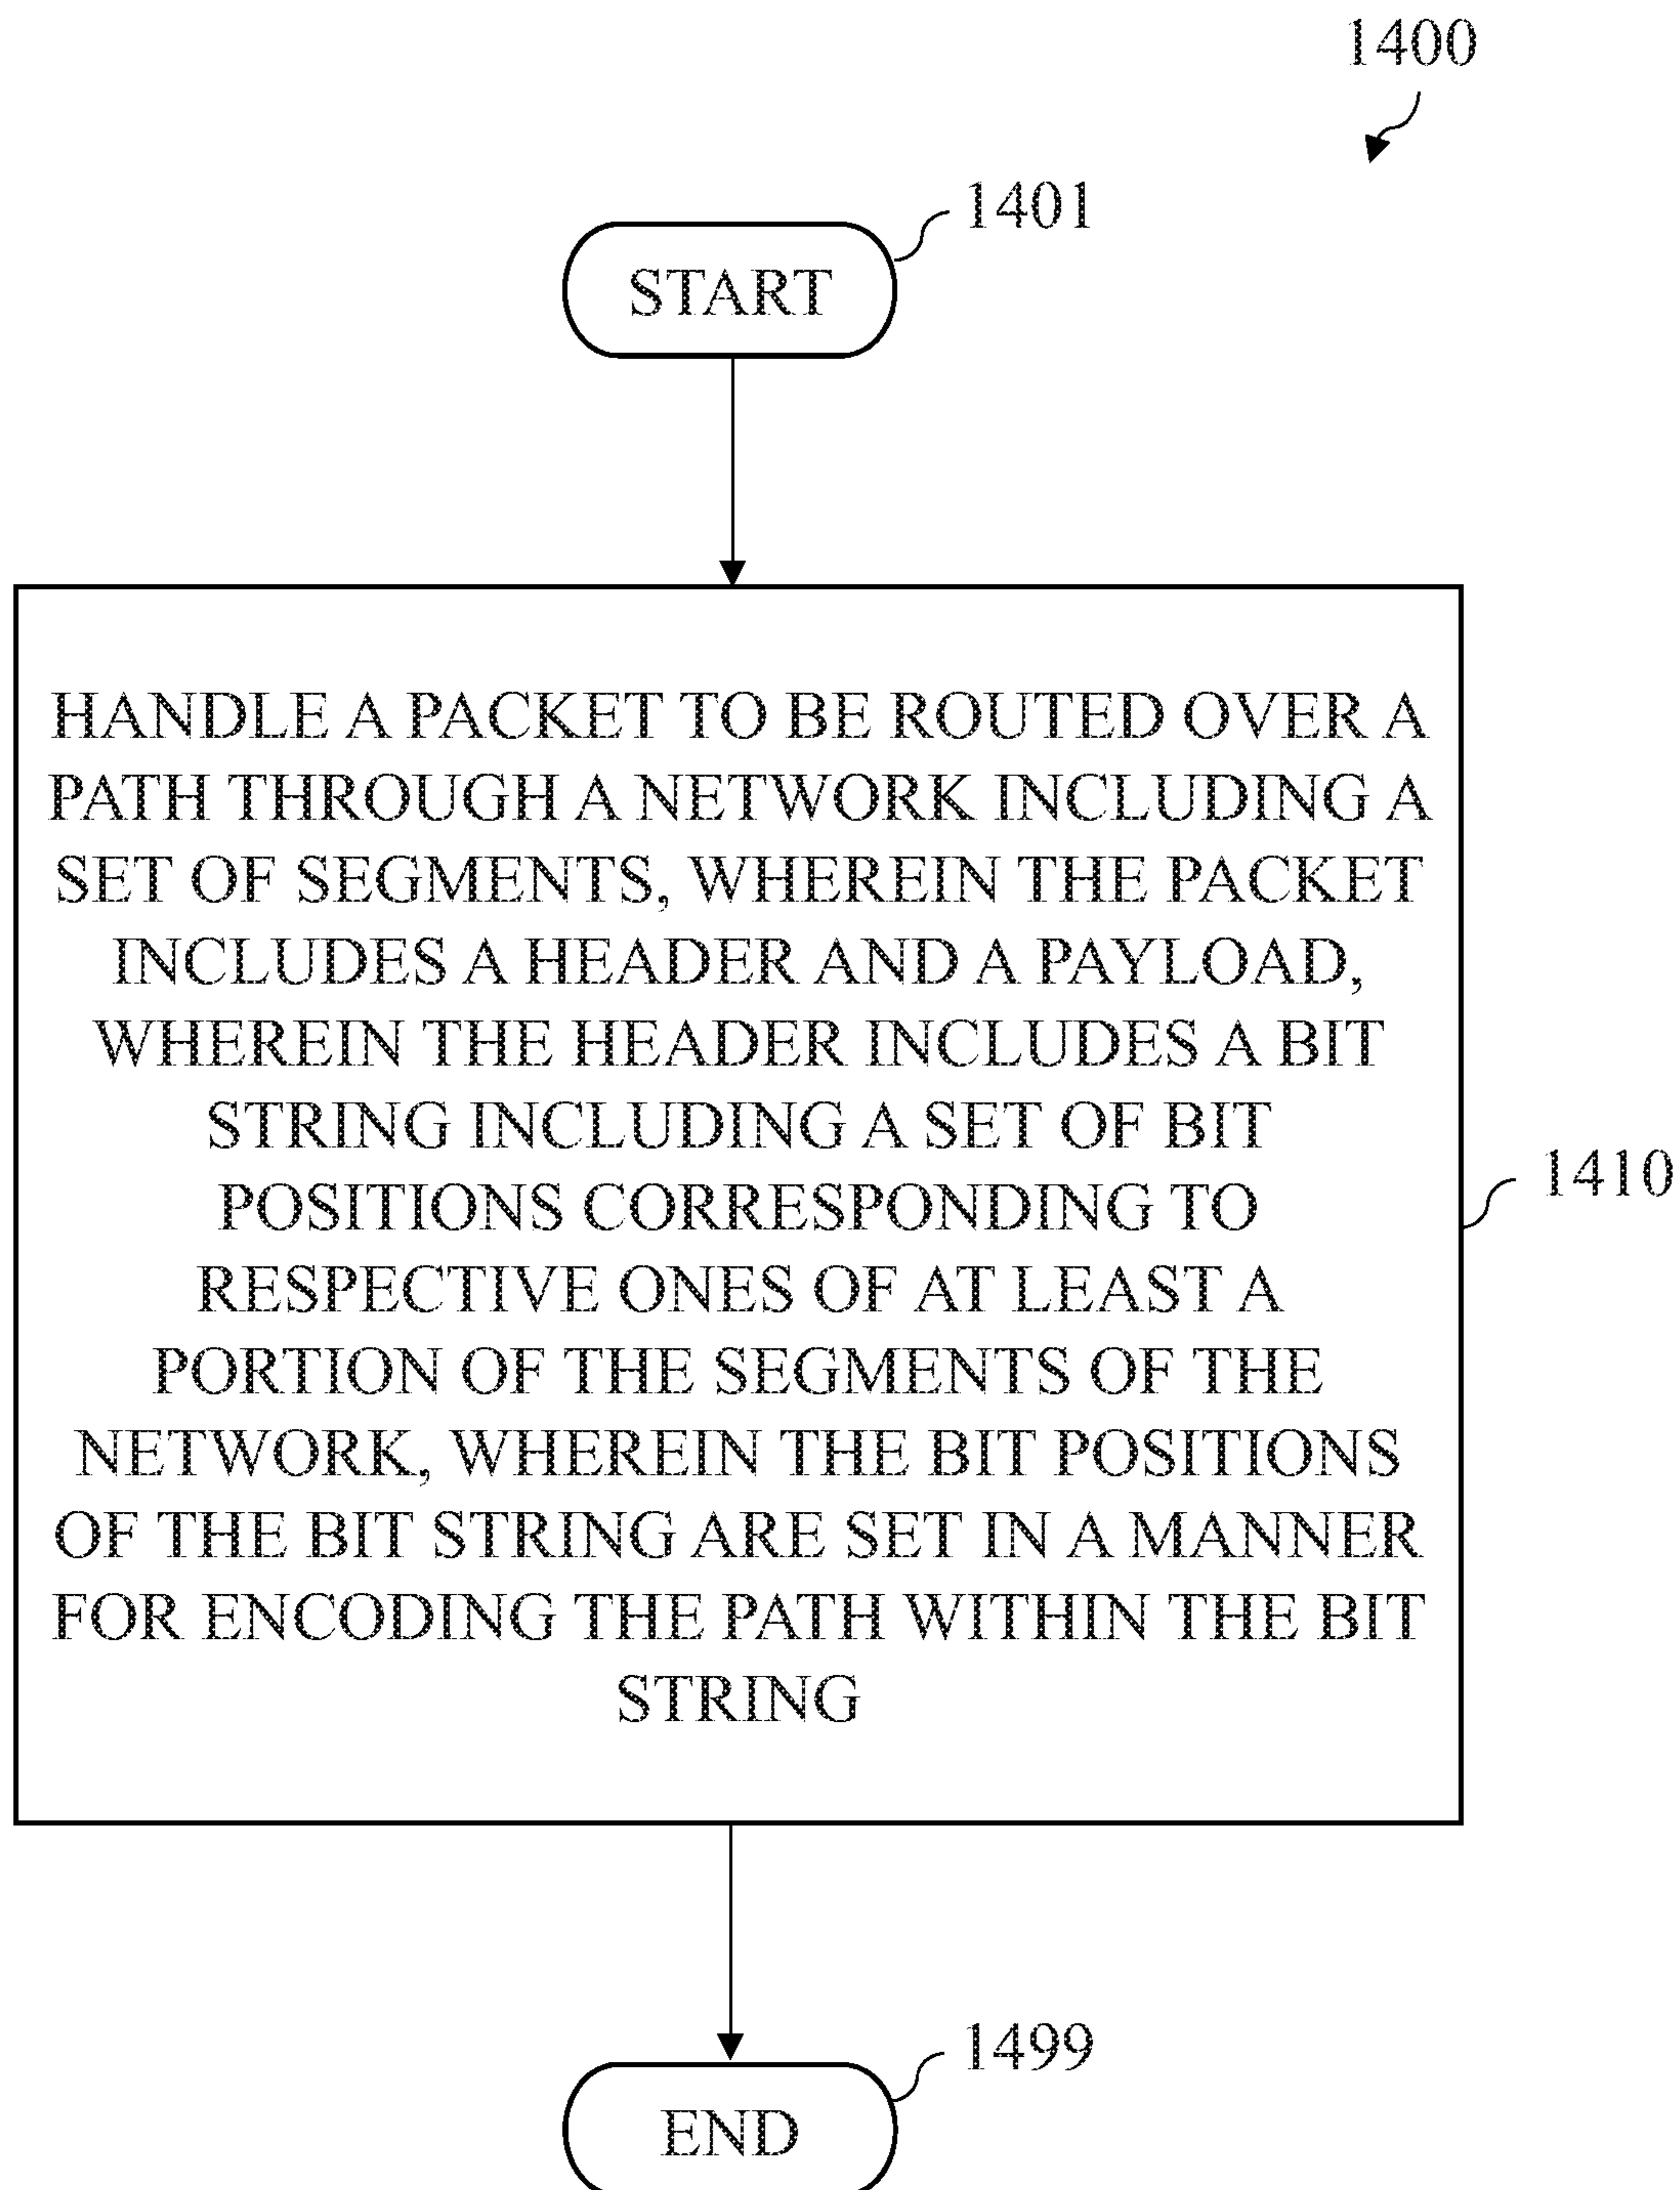 1400
1401
START
HANDLE A PACKET TO BE ROUTED OVER A
PATH THROUGH A NETWORK INCLUDING A
SET OF SEGMENTS, WHEREIN THE PACKET
INCLUDES A HEADER AND A PAYLOAD,
WHEREIN THE HEADER INCLUDES A BIT
STRING INCLUDING A SET OF BIT
POSITIONS CORRESPONDING TO
RESPECTIVE ONES OF AT LEAST A
PORTION OF THE SEGMENTS OF THE
NETWORK, WHEREIN THE BIT POSITIONS
OF THE BIT STRING ARE SET IN A MANNER
FOR ENCODING THE PATH WITHIN THE BIT
STRING
1410
1499
END